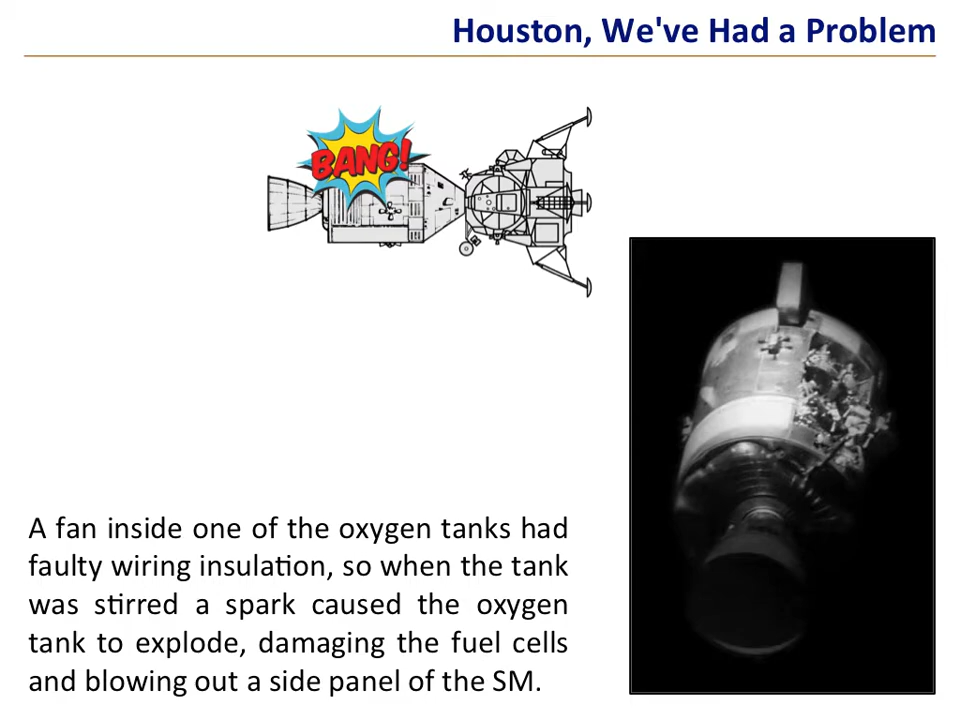 Houston, We've Had a Problem
BANG!
A fan inside one of the oxygen tanks had
faulty wiring insulation, so when the tank
was stirred a spark caused the oxygen
tank to explode, damaging the fuel cells
and blowing out a side panel of the SM.